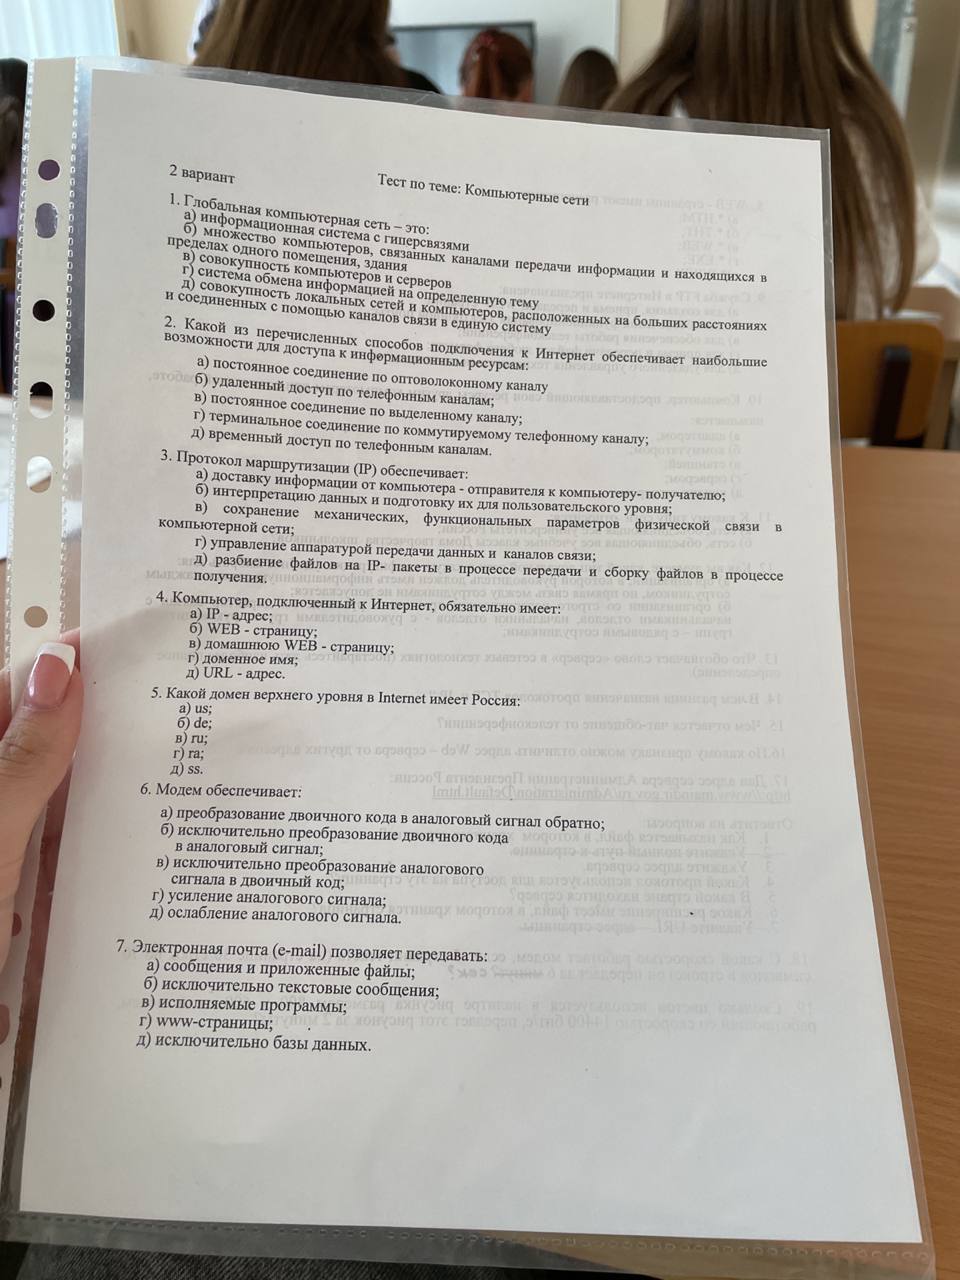 2 вариант
Тест по теме: Компьютерные сети
1. Глобальная компьютерная сеть – это:
а) информационная система с гиперсвязями
б) множество компьютеров, связанных каналами передачи информации и находящихся в
пределах одного помещения, здания
в) совокупность компьютеров и серверов
г) система обмена информацией на определенную тему
д) совокупность локальных сетей и компьютеров, расположенных на больших расстояниях
и соединенных с помощью каналов связи в единую систему
2. Какой из перечисленных способов подключения к Интернет обеспечивает наибольшие
возможности для доступа к информационным ресурсам:
а) постоянное соединение по оптоволоконному каналу
б) удаленный доступ по телефонным каналам;
в) постоянное соединение по выделенному каналу;
г) терминальное соединение по коммутируемому телефонному каналу;
д) временный доступ по телефонным каналам.
3. Протокол маршрутизации (IP) обеспечивает:
а) доставку информации от компьютера - отправителя к компьютеру- получателю;
б) интерпретацию данных и подготовку их для пользовательского уровня;
в) сохранение механических, функциональных параметров физической связи в
компьютерной сети;
г) управление аппаратурой передачи данных и каналов связи;
д) разбиение файлов на IP- пакеты в процессе передачи и сборку файлов в процессе
получения.
4. Компьютер, подключенный к Интернет, обязательно имеет:
а) IP - адрес;
б) WEB - страницу;
в) домашнюю WEB - страницу;
г) доменное имя;
д) URL - адрес.
5. Какой домен верхнего уровня в Internet имеет Россия:
а) us;
б) de;
в) ru;
г) ra;
д) ss.
6. Модем обеспечивает:
а) преобразование двоичного кода в аналоговый сигнал обратно;
б) исключительно преобразование двоичного кода
в аналоговый сигнал;
в) исключительно преобразование аналогового
сигнала в двоичный код;
г) усиление аналогового сигнала;
д) ослабление аналогового сигнала.
7. Электронная почта (e-mail) позволяет передавать:
а) сообщения и приложенные файлы;
б) исключительно текстовые сообщения;
в) исполняемые программы;
г) www-страницы;
д) исключительно базы данных.